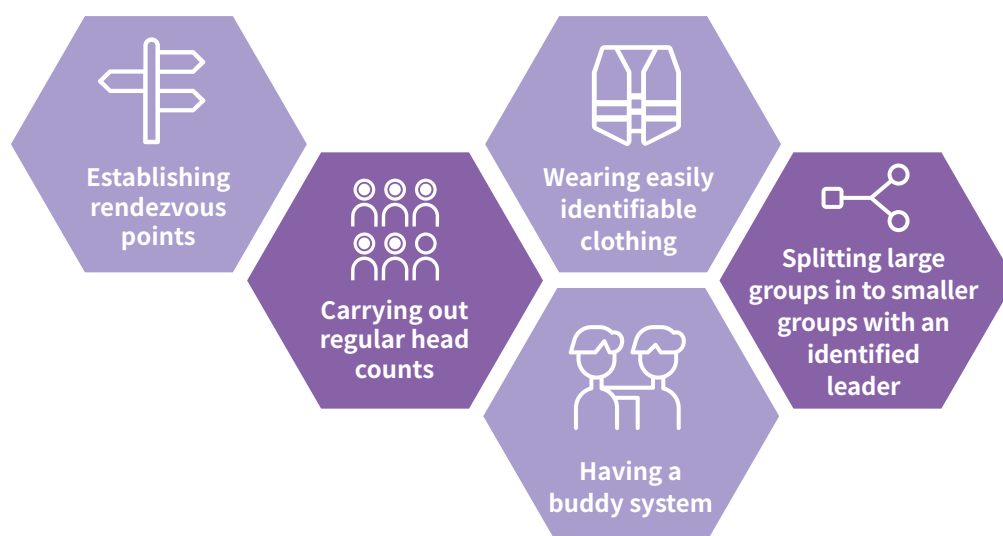 Establishing
rendezvous
points
Carrying out
regular head
counts
Wearing easily
identifiable
clothing
Having a
buddy system
Splitting large
groups in to smaller
groups with an
identified
leader